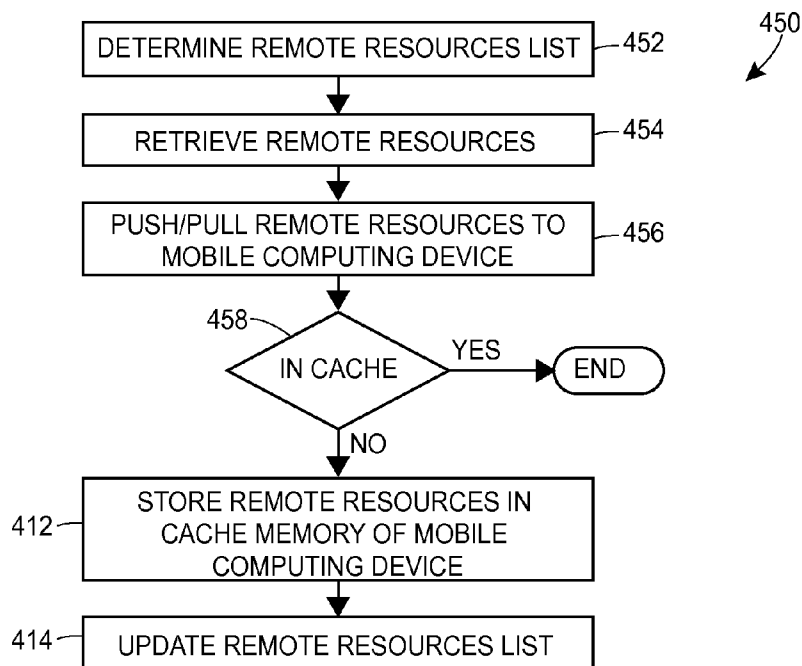 450
DETERMINE REMOTE RESOURCES LIST
452
RETRIEVE REMOTE RESOURCES
454
PUSH/PULL REMOTE RESOURCES TO
MOBILE COMPUTING DEVICE
456
458
IN CACHE
YES
END
NO
STORE REMOTE RESOURCES IN
CACHE MEMORY OF MOBILE
COMPUTING DEVICE
412
414
UPDATE REMOTE RESOURCES LIST